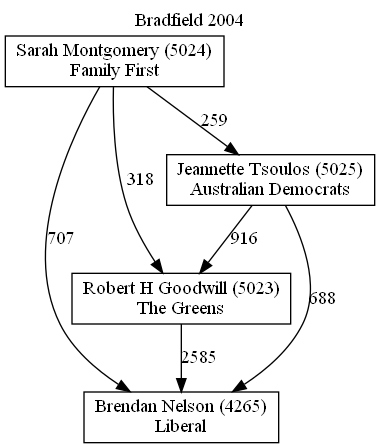 Bradfield 2004
Sarah Montgomery (5024)
Family First
259
Jeannette Tsoulos (5025)
Australian Democrats
318
707
916
Robert H Goodwill (5023)
The Greens
688
2585
Brendan Nelson (4265)
Liberal